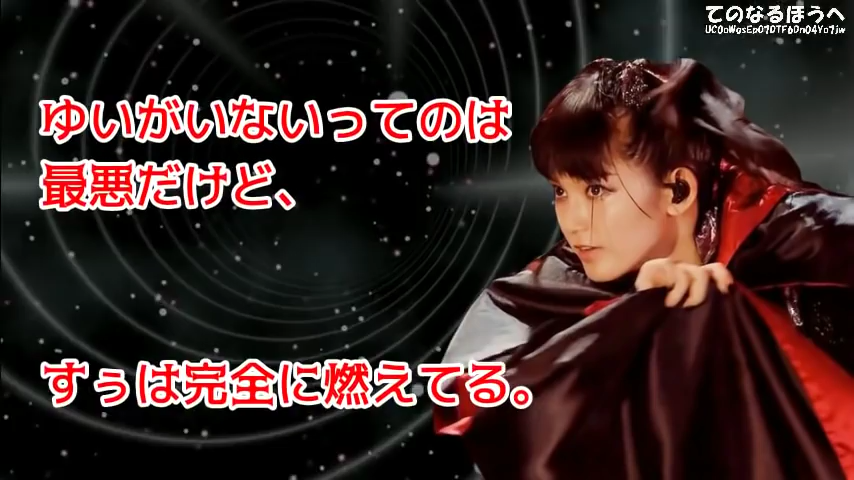 てのなるほうへ
ゆいがいないってのは
最悪だけど、
すぅは完全に燃えてる。